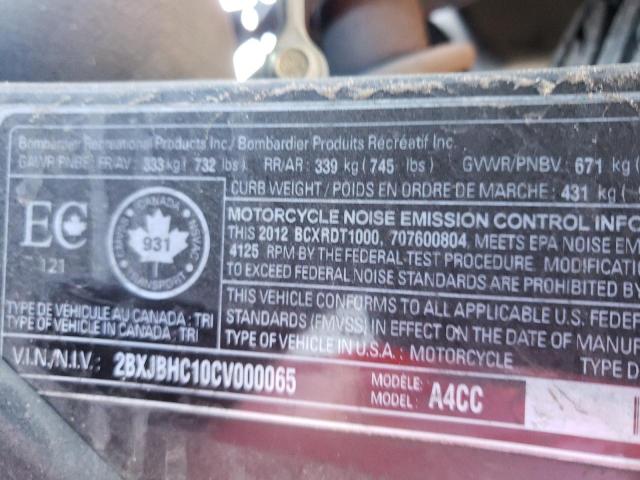 Bombardier Recreational Products Inc./ Bombardier Produits Récréatif Inc.
GAWR/PNBE: FR/AV: 333 kg ( 732 lbs) RR/AR: 339 kg ( 745 lbs) GVWR/PNBV: 671 kg
CURB WEIGHT / POIDS EN ORDRE DE MARCHE : 431 kg (
EC
121
CANADA
931
TRANSPORT
NSVAC
MOTORCYCLE NOISE EMISSION CONTROL INFO
THIS 2012 BCXRDT1000, 707600804, MEETS EPA NOISE EM
4125 RPM BY THE FEDERAL TEST PROCEDURE. MODIFICATI
TO EXCEED FEDERAL NOISE STANDARDS ARE PROHIBITED BY
THIS VEHICLE CONFORMS TO ALL APPLICABLE U.S. FEDER
STANDARDS (FMVSS) IN EFFECT ON THE DATE OF MANUF
TYPE DE VÉHICULE AU CANADA : TRI
TYPE OF VEHICLE IN CANADA : TRI
VEHICLE TYPE IN U.S.A. : MOTORCYCLE TYPE D
V.I.N./N.I.V.: 2BXJBHC10CV000065
MODÈLE:
MODEL: A4CC